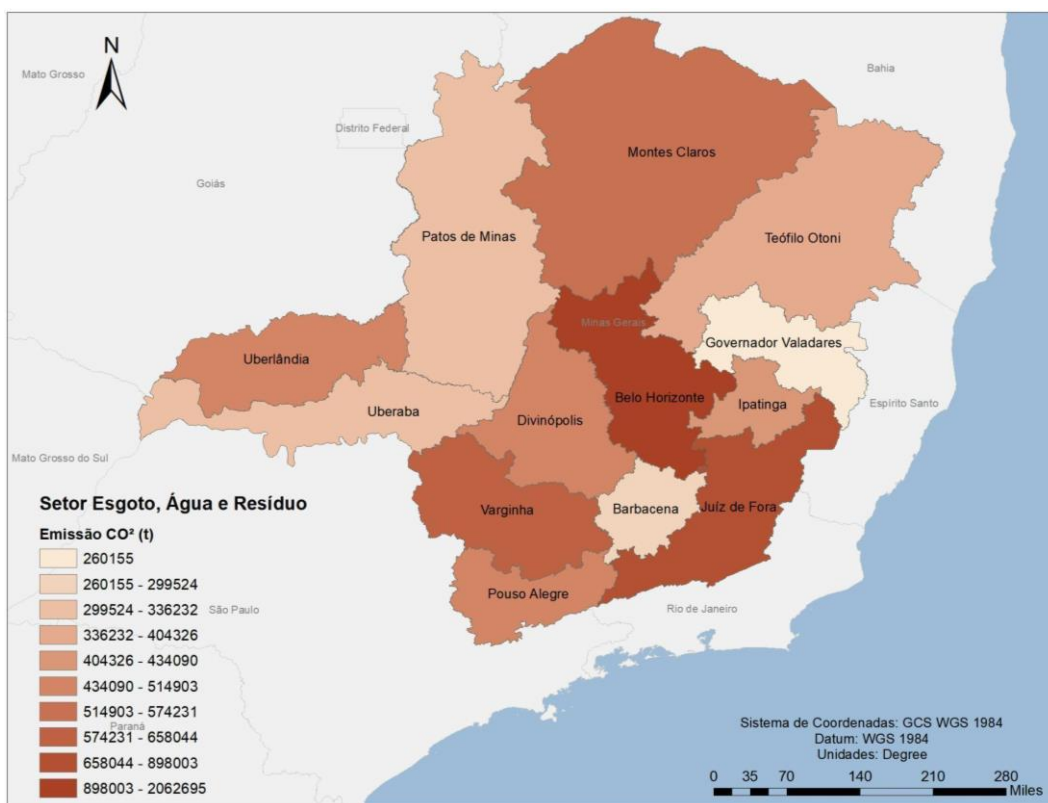 N
Mato Grosso
Bahia
Distrito Federal
Goiás
Montes Claros
Patos de Minas
Teófilo Otoni
Minas Gerais
Governador Valadares
Uberlândia
Belo Horizonte
Ipatinga
Espírito Santo
Uberaba
Divinópolis
Mato Grosso do Sul
Varginha
Barbacena
Juíz de Fora
Pouso Alegre
São Paulo
Rio de Janeiro
Paraná
Setor Esgoto, Água e Resíduo
Emissão CO² (t)
260155
260155 - 299524
299524 - 336232
336232 - 404326
404326 - 434090
434090 - 514903
514903 - 574231
574231 - 658044
658044 - 898003
898003 - 2062695
Sistema de Coordenadas: GCS WGS 1984
Datum: WGS 1984
Unidades: Degree
0 35 70 140 210 280
Miles